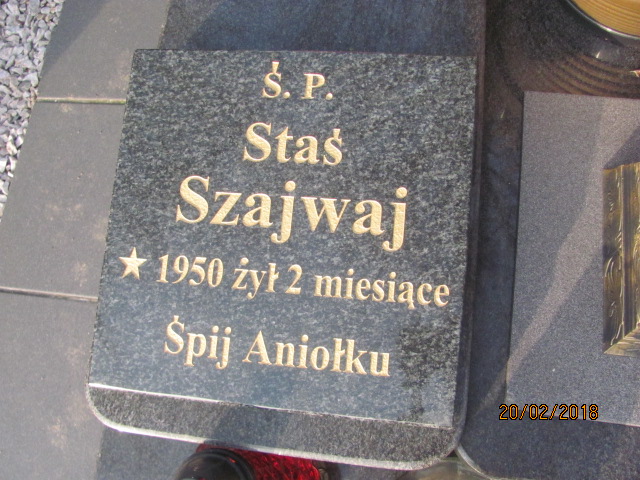 Ś. P.
Staś
Szajwaj
★ 1950 żył 2 miesiące
Śpij Aniołku
20/02/2018